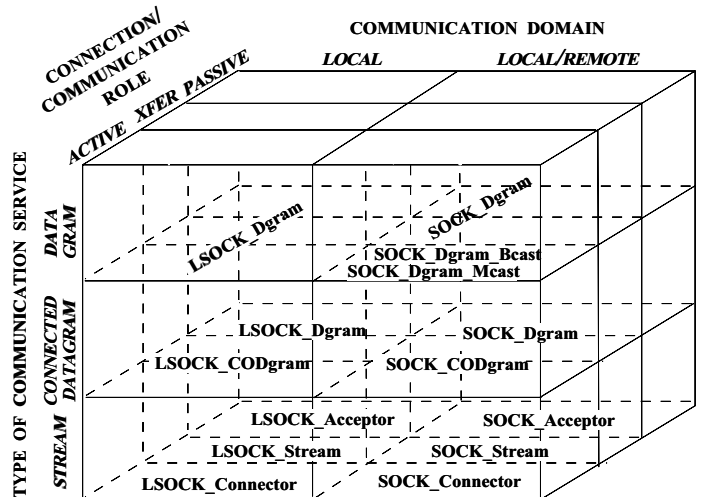 COMMUNICATION DOMAIN
LOCAL
LOCAL/REMOTE
CONNECTION/
COMMUNICATION
ROLE
ACTIVE XFER PASSIVE
TYPE OF COMMUNICATION SERVICE
DATA
GRAM
LSOCK_Dgram
SOCK_Dgram
SOCK_Dgram_Bcast
SOCK_Dgram_Mcast
CONNECTED
DATAGRAM
LSOCK_Dgram
SOCK_Dgram
LSOCK_CODgram
SOCK_CODgram
STREAM
LSOCK_Acceptor
SOCK_Acceptor
LSOCK_Stream
SOCK_Stream
LSOCK_Connector
SOCK_Connector